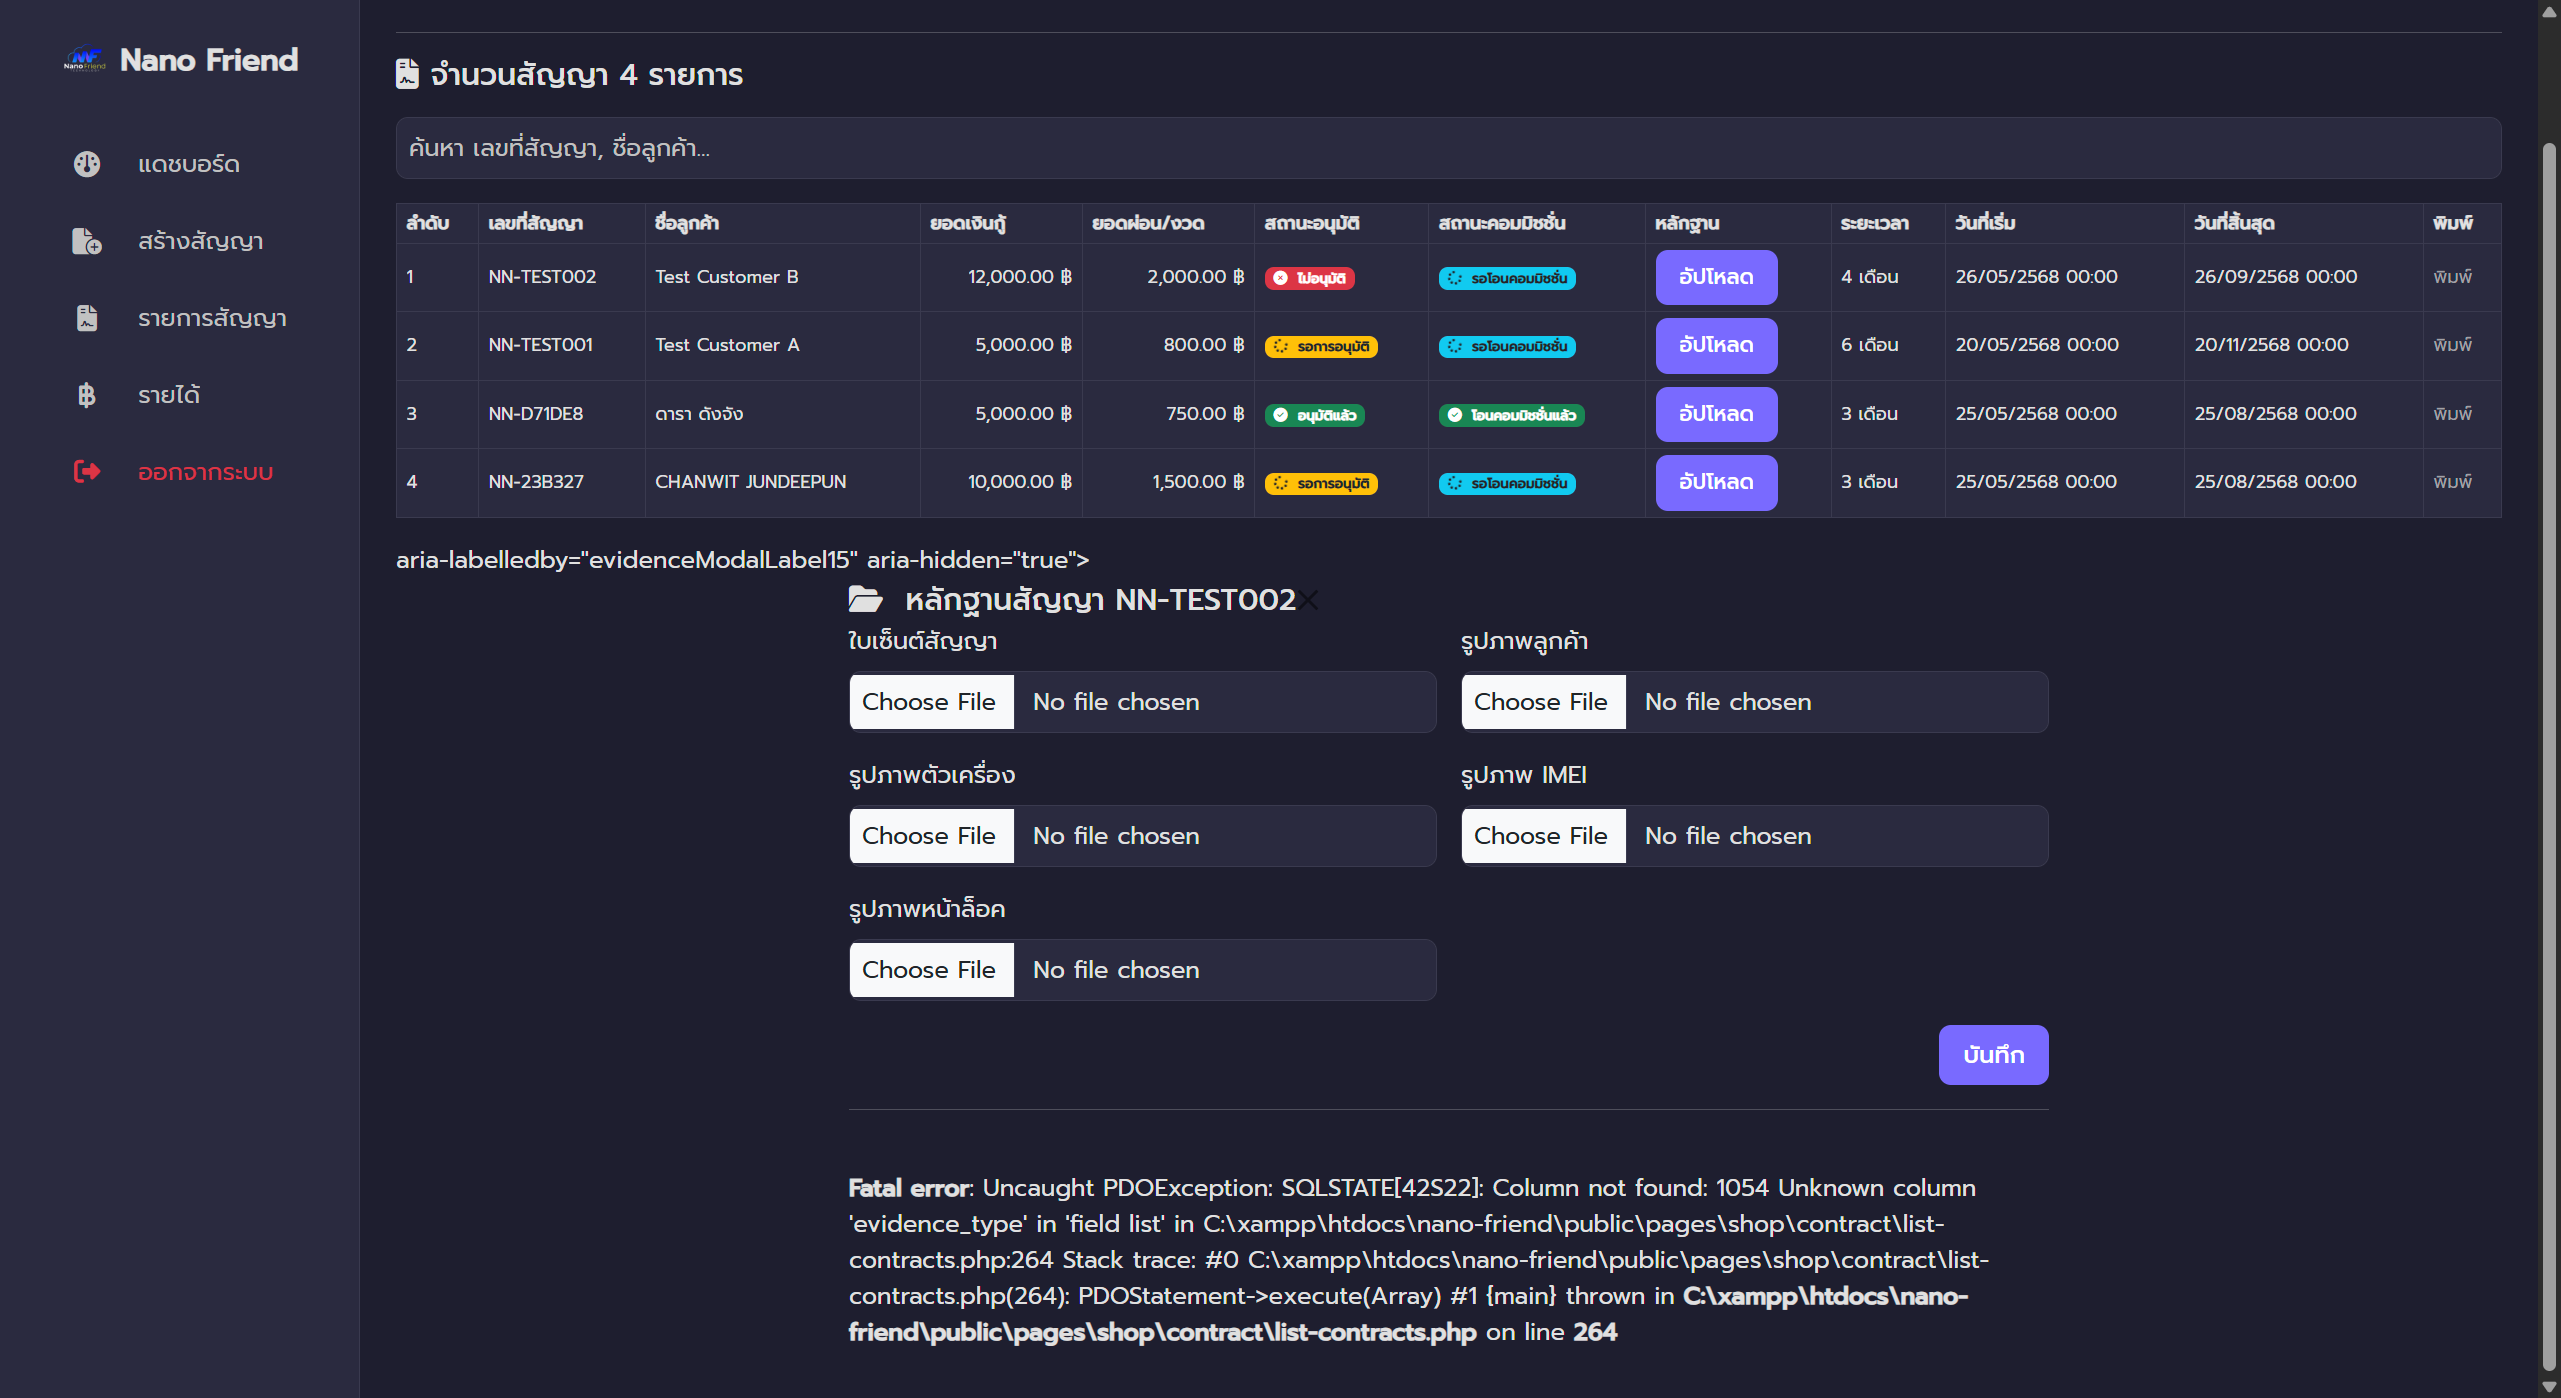 Nano Friend
แดชบอร์ด
สร้างสัญญา
รายการสัญญา
รายได้
ออกจากระบบ
จำนวนสัญญา 4 รายการ
ค้นหา เลขที่สัญญา, ชื่อลูกค้า...
ลำดับ เลขที่สัญญา ชื่อลูกค้า ยอดเงินกู้ ยอดผ่อน/งวด สถานะอนุมัติ สถานะคอมมิชชั่น หลักฐาน ระยะเวลา วันที่เริ่ม วันที่สิ้นสุด พิมพ์
1 NN-TEST002 Test Customer B 12,000.00 ฿ 2,000.00 ฿ ไม่อนุมัติ รอโอนคอมมิชชั่น อัปโหลด 4 เดือน 26/05/2568 00:00 26/09/2568 00:00 พิมพ์
2 NN-TEST001 Test Customer A 5,000.00 ฿ 800.00 ฿ รอการอนุมัติ รอโอนคอมมิชชั่น อัปโหลด 6 เดือน 20/05/2568 00:00 20/11/2568 00:00 พิมพ์
3 NN-D71DE8 ดารา ดังจัง 5,000.00 ฿ 750.00 ฿ อนุมัติแล้ว โอนคอมมิชชั่นแล้ว อัปโหลด 3 เดือน 25/05/2568 00:00 25/08/2568 00:00 พิมพ์
4 NN-23B327 CHANWIT JUNDEEPUN 10,000.00 ฿ 1,500.00 ฿ รอการอนุมัติ รอโอนคอมมิชชั่น อัปโหลด 3 เดือน 25/05/2568 00:00 25/08/2568 00:00 พิมพ์
aria-labelledby="evidenceModalLabel15" aria-hidden="true">
หลักฐานสัญญา NN-TEST002
ใบเซ็นต์สัญญา รูปภาพลูกค้า
Choose File No file chosen Choose File No file chosen
รูปภาพตัวเครื่อง รูปภาพ IMEI
Choose File No file chosen Choose File No file chosen
รูปภาพหน้าล็อค
Choose File No file chosen
บันทึก
Fatal error: Uncaught PDOException: SQLSTATE[42S22]: Column not found: 1054 Unknown column
'evidence_type' in 'field list' in C:\xampp\htdocs\nano-friend\public\pages\shop\contract\list-
contracts.php:264 Stack trace: #0 C:\xampp\htdocs\nano-friend\public\pages\shop\contract\list-
contracts.php(264): PDOStatement->execute(Array) #1 {main} thrown in C:\xampp\htdocs\nano-
friend\public\pages\shop\contract\list-contracts.php on line 264